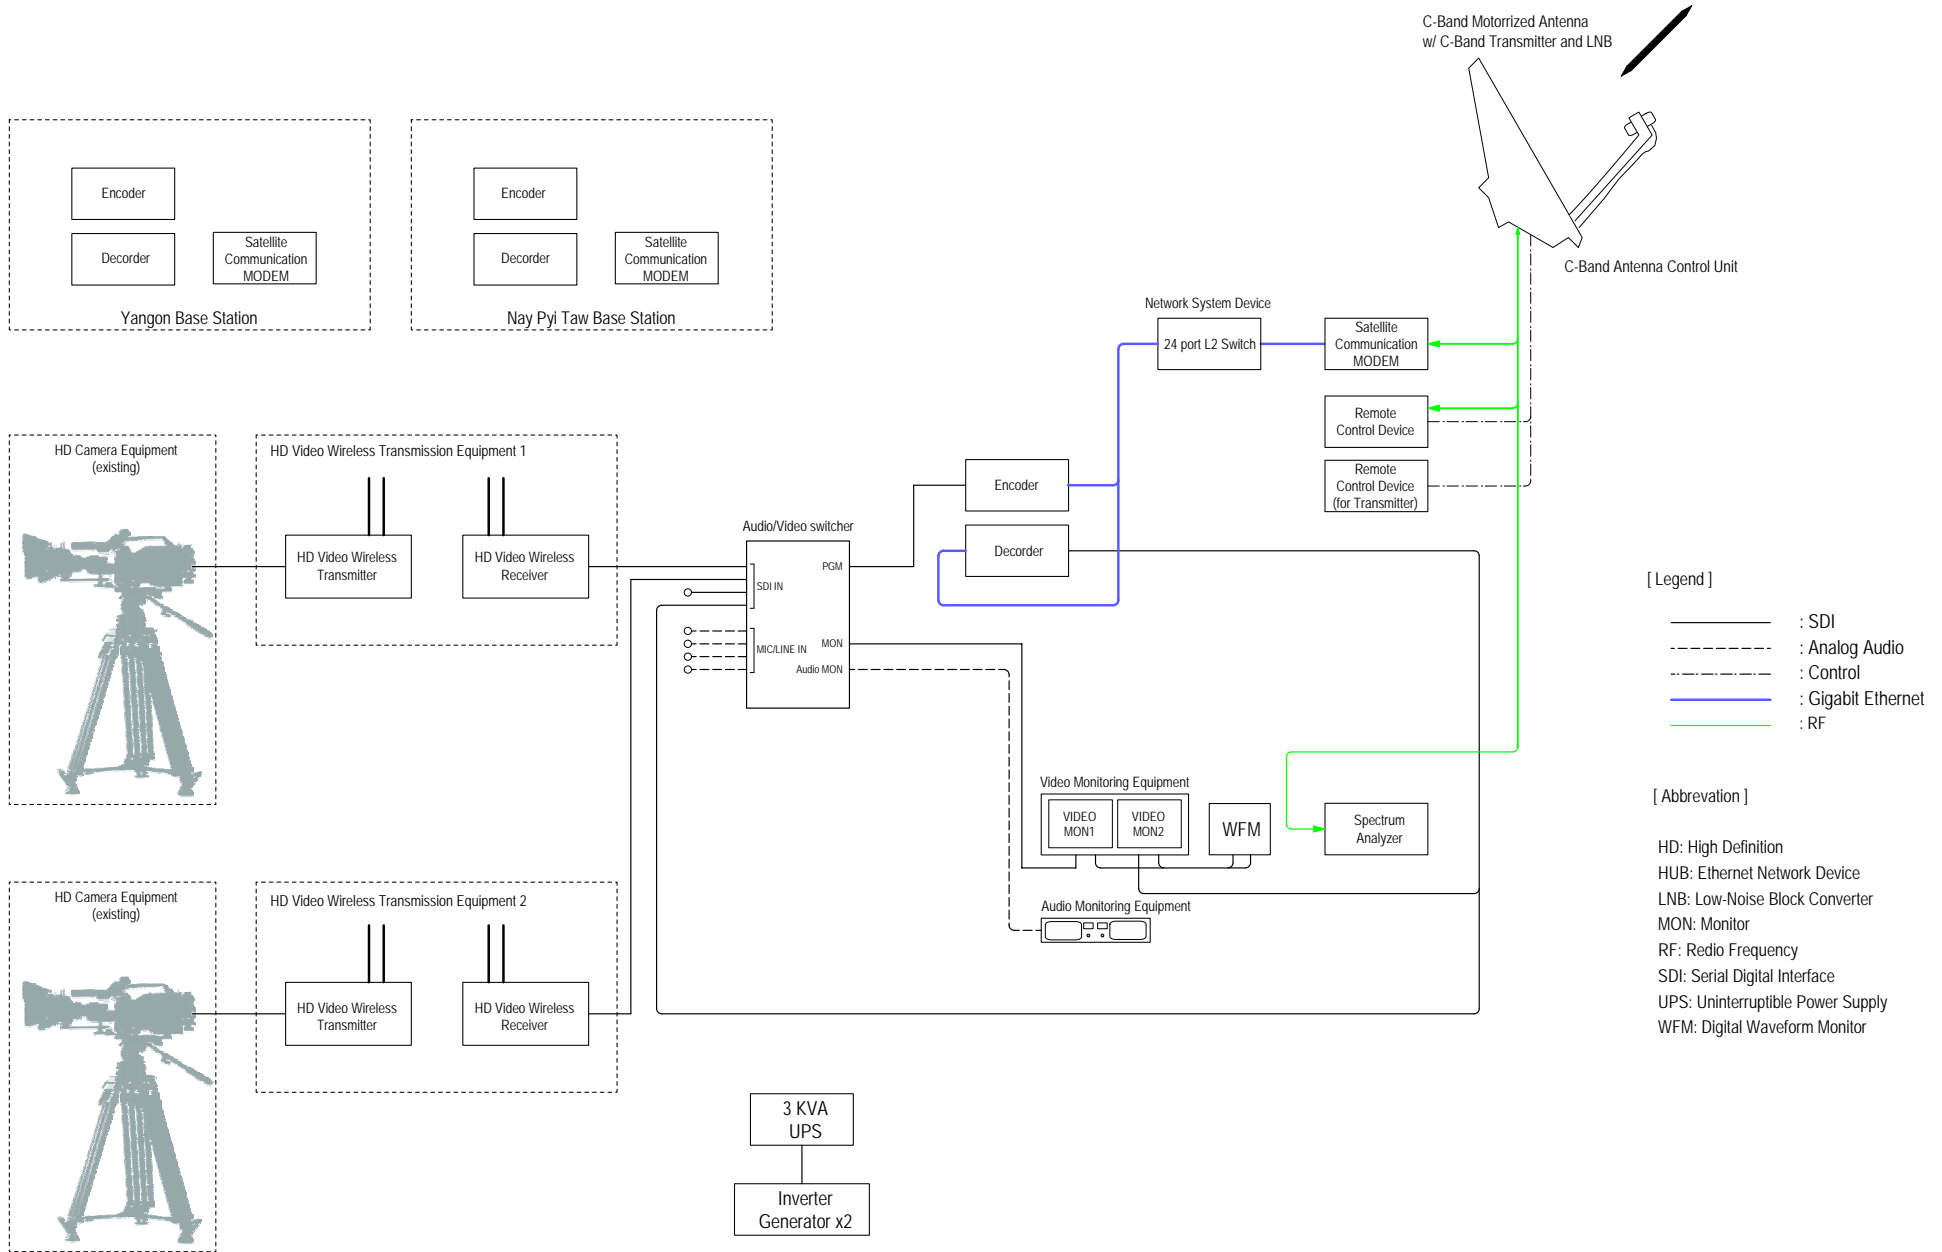 C-Band Motorrized Antenna
w/ C-Band Transmitter and LNB
C-Band Antenna Control Unit
Encoder
Decorder
Satellite
Communication
MODEM
Yangon Base Station
Encoder
Decorder
Satellite
Communication
MODEM
Nay Pyi Taw Base Station
Network System Device
24 port L2 Switch
Satellite
Communication
MODEM
Remote
Control Device
Remote
Control Device
(for Transmitter)
HD Camera Equipment
(existing)
HD Video Wireless Transmission Equipment 1
HD Video Wireless
Transmitter
HD Video Wireless
Receiver
Audio/Video switcher
SDI IN
PGM
MIC/LINE IN
MON
Audio MON
Encoder
Decorder
[ Legend ]
: SDI
: Analog Audio
: Control
: Gigabit Ethernet
: RF
Video Monitoring Equipment
VIDEO
MON1
VIDEO
MON2
WFM
Spectrum
Analyzer
Audio Monitoring Equipment
[ Abbrevation ]
HD: High Definition
HUB: Ethernet Network Device
LNB: Low-Noise Block Converter
MON: Monitor
RF: Redio Frequency
SDI: Serial Digital Interface
UPS: Uninterruptible Power Supply
WFM: Digital Waveform Monitor
HD Camera Equipment
(existing)
HD Video Wireless Transmission Equipment 2
HD Video Wireless
Transmitter
HD Video Wireless
Receiver
3 KVA
UPS
Inverter
Generator x2